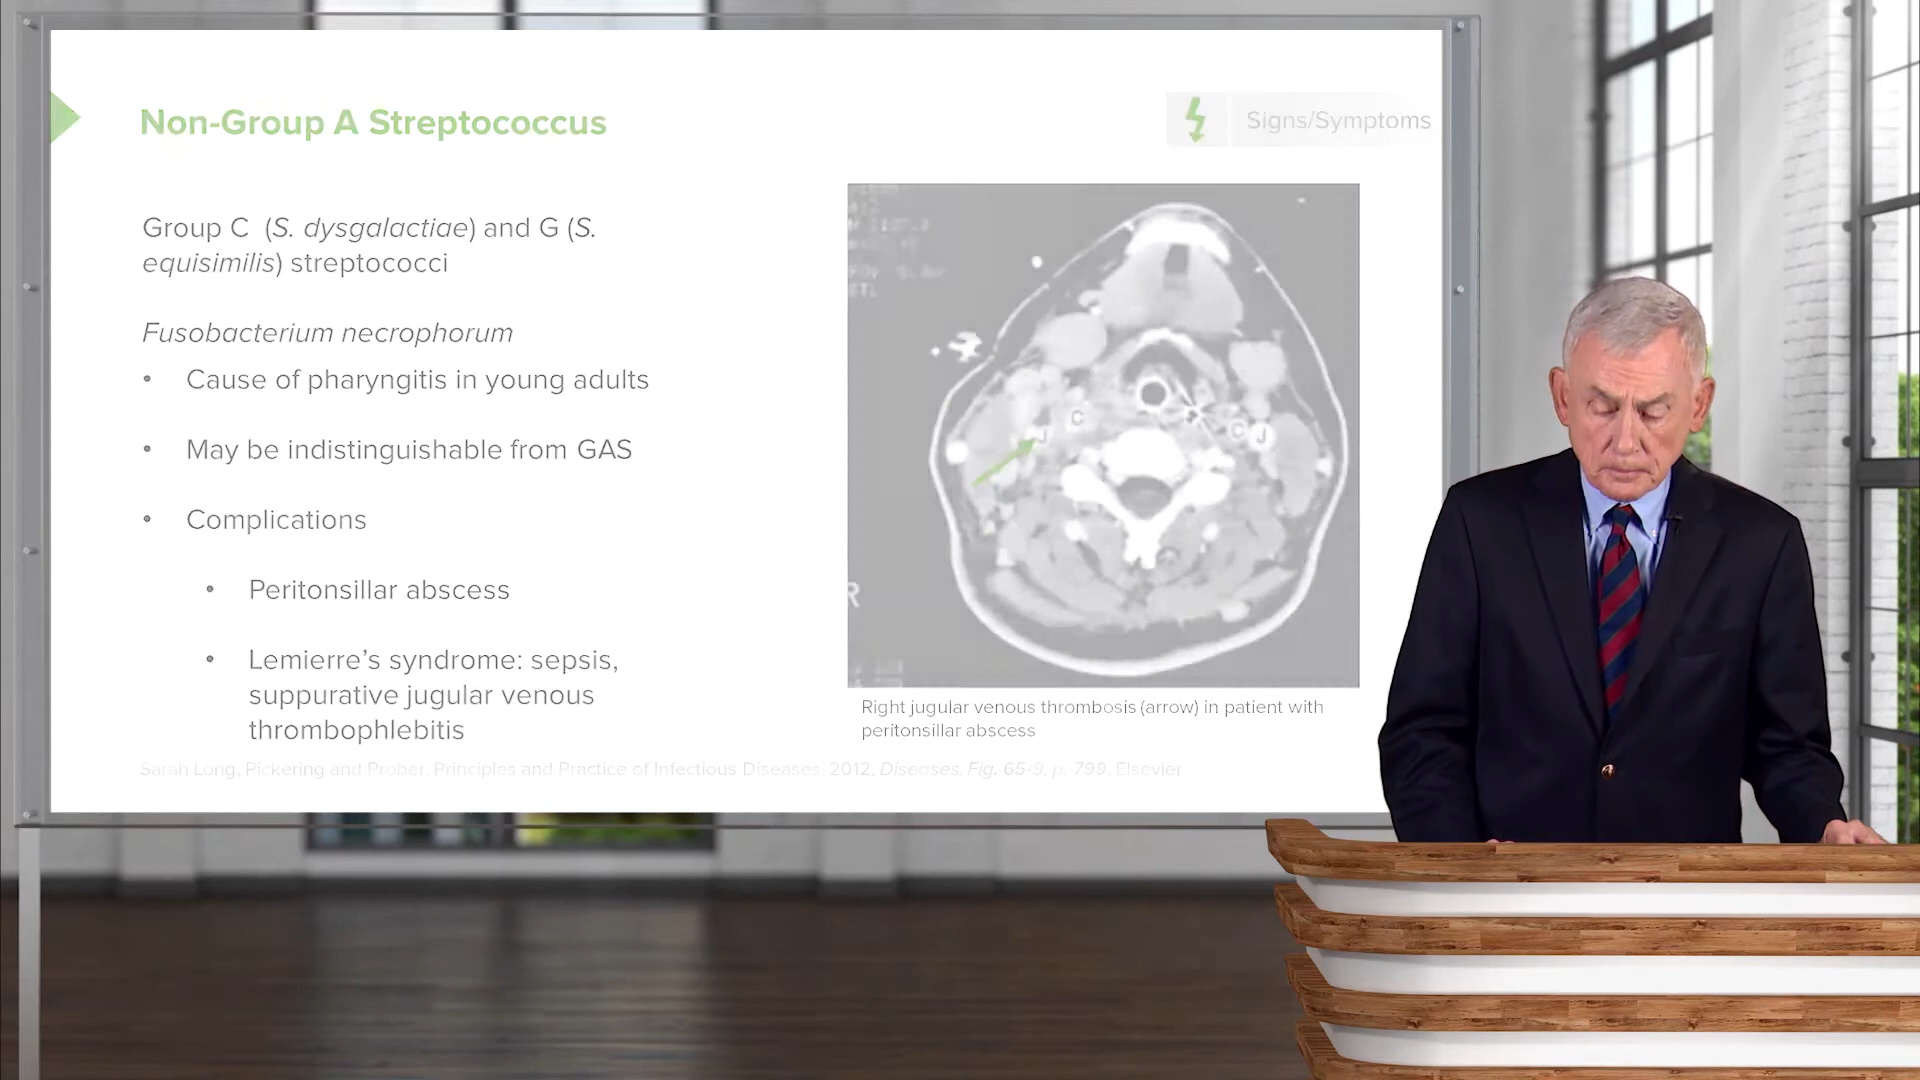 Non-Group A Streptococcus
Signs/Symptoms
Group C (S. dysgalactiae) and G (S.
equisimilis) streptococci
Fusobacterium necrophorum
• Cause of pharyngitis in young adults
• May be indistinguishable from GAS
• Complications
• Peritonsillar abscess
• Lemierre’s syndrome: sepsis,
suppurative jugular venous
thrombophlebitis
C
J
C
J
R
Right jugular venous thrombosis (arrow) in patient with
peritonsillar abscess
Sarah Long, Pickering and Prober. Principles and Practice of Infectious Diseases. 2012, Diseases, Fig. 65-9, p. 799, Elsevier